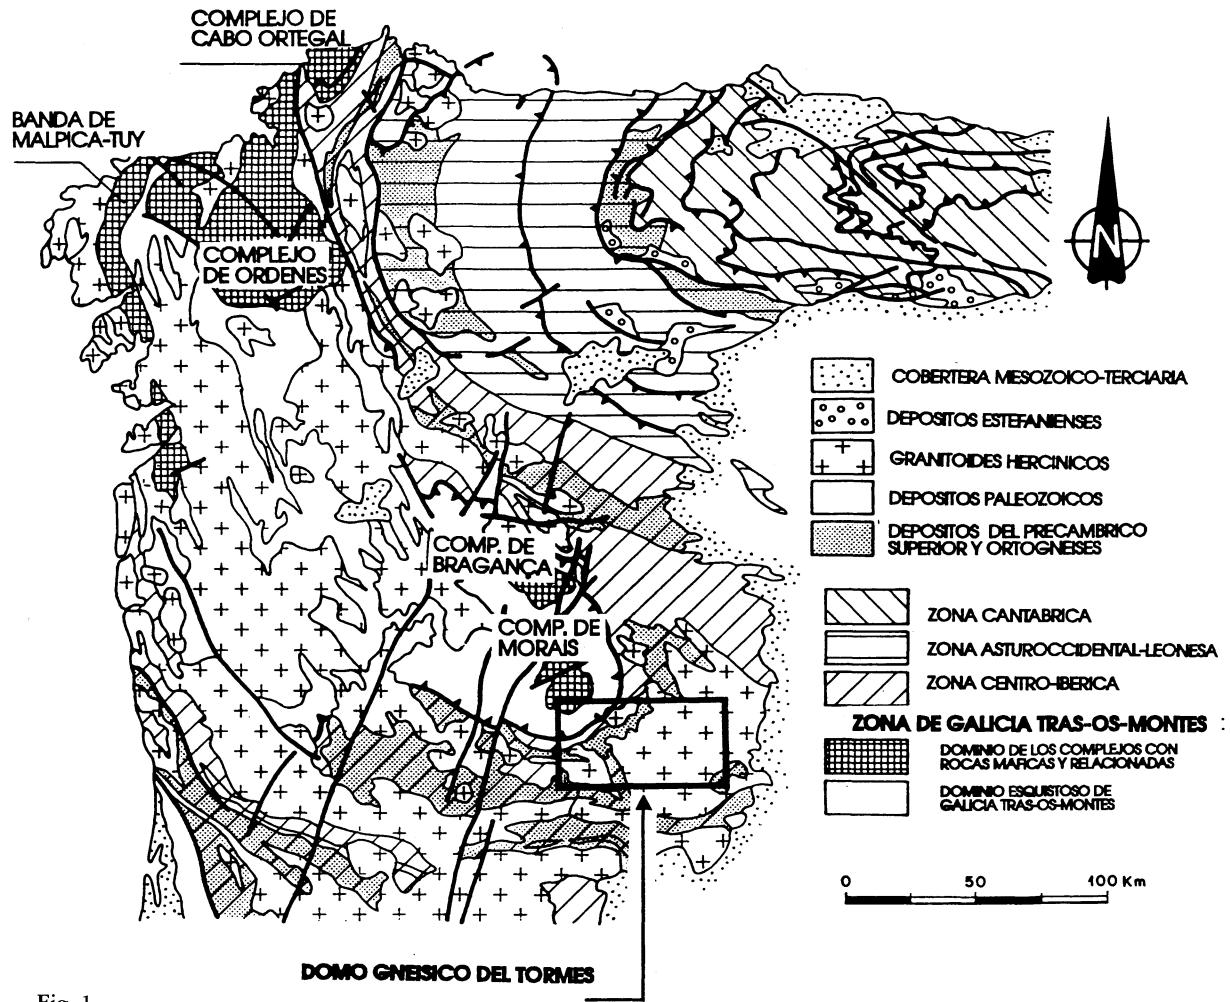 COMPLEJO DE
CABO ORTEGAL
BANDA DE
MALPICA-TUY
COMPLEJO
DE ORDENES
N
COBERTERA MESOZOICO-TERCIARIA
DEPOSITOS ESTEFANIENSES
GRANITOIDES HERCINICOS
DEPOSITOS PALEOZOICOS
DEPOSITOS DEL PRECAMBRICO
SUPERIOR Y ORTOGNEISES
COMP. DE
BRAGANÇA
COMP. DE
MORAIS
ZONA CANTABRICA
ZONA ASTUROCCIDENTAL-LEONESA
ZONA CENTRO-IBERICA
ZONA DE GALICIA TRAS-OS-MONTES :
DOMINIO DE LOS COMPLEJOS CON
ROCAS MAFICAS Y RELACIONADAS
DOMINIO ESQUISTOSO DE
GALICIA TRAS-OS-MONTES
0 50 100 Km
DOMO GNEISICO DEL TORMES
Fig. 1